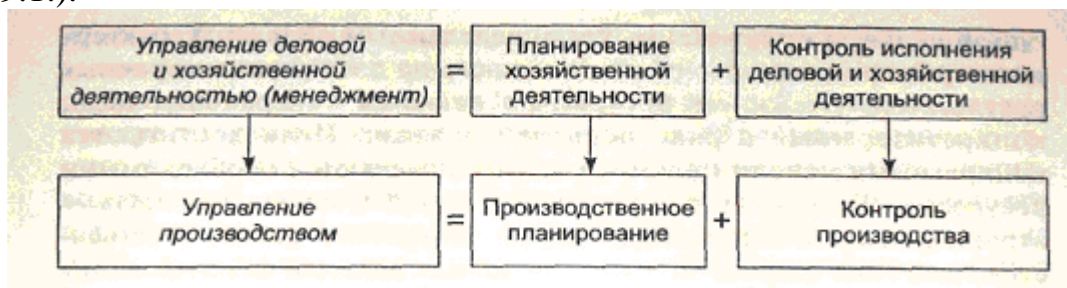 Управление деловой
и хозяйственной
деятельностью (менеджмент)
=
Планирование
хозяйственной
деятельности
+
Контроль исполнения
деловой и хозяйственной
деятельности
Управление
производством
=
Производственное
планирование
+
Контроль
производства